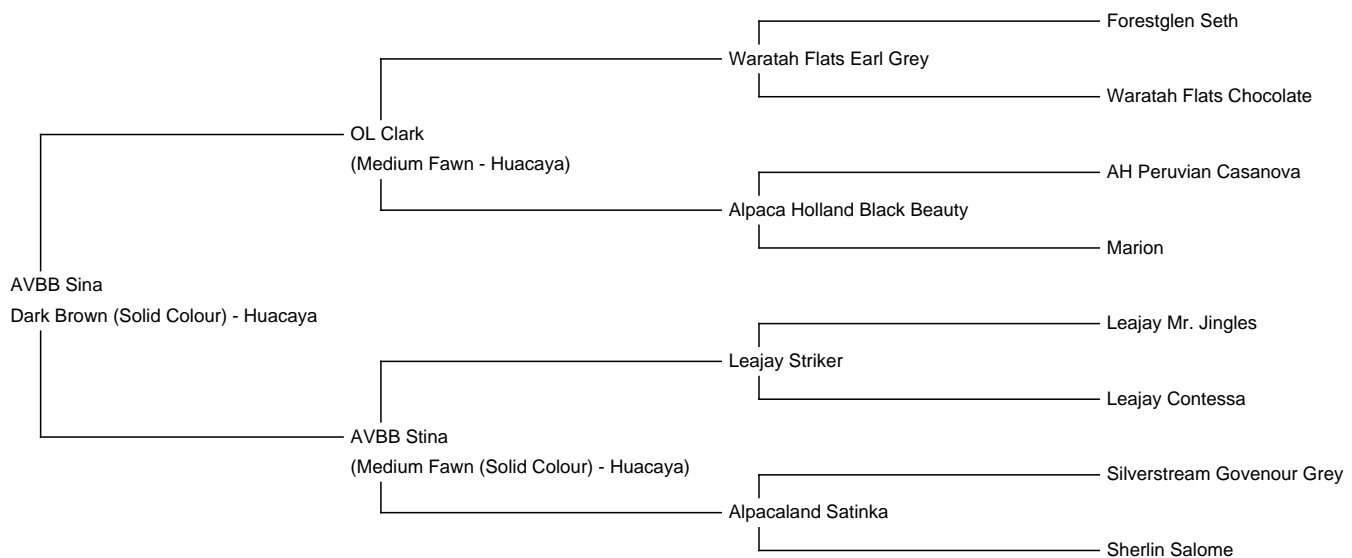 Forestglen Seth
Waratah Flats Earl Grey
Waratah Flats Chocolate
OL Clark
(Medium Fawn - Huacaya)
AH Peruvian Casanova
Alpaca Holland Black Beauty
Marion
AVBB Sina
Dark Brown (Solid Colour) - Huacaya
Leajay Mr. Jingles
Leajay Striker
Leajay Contessa
AVBB Stina
(Medium Fawn (Solid Colour) - Huacaya)
Silverstream Govenour Grey
Alpacaland Satinka
Sherlin Salome